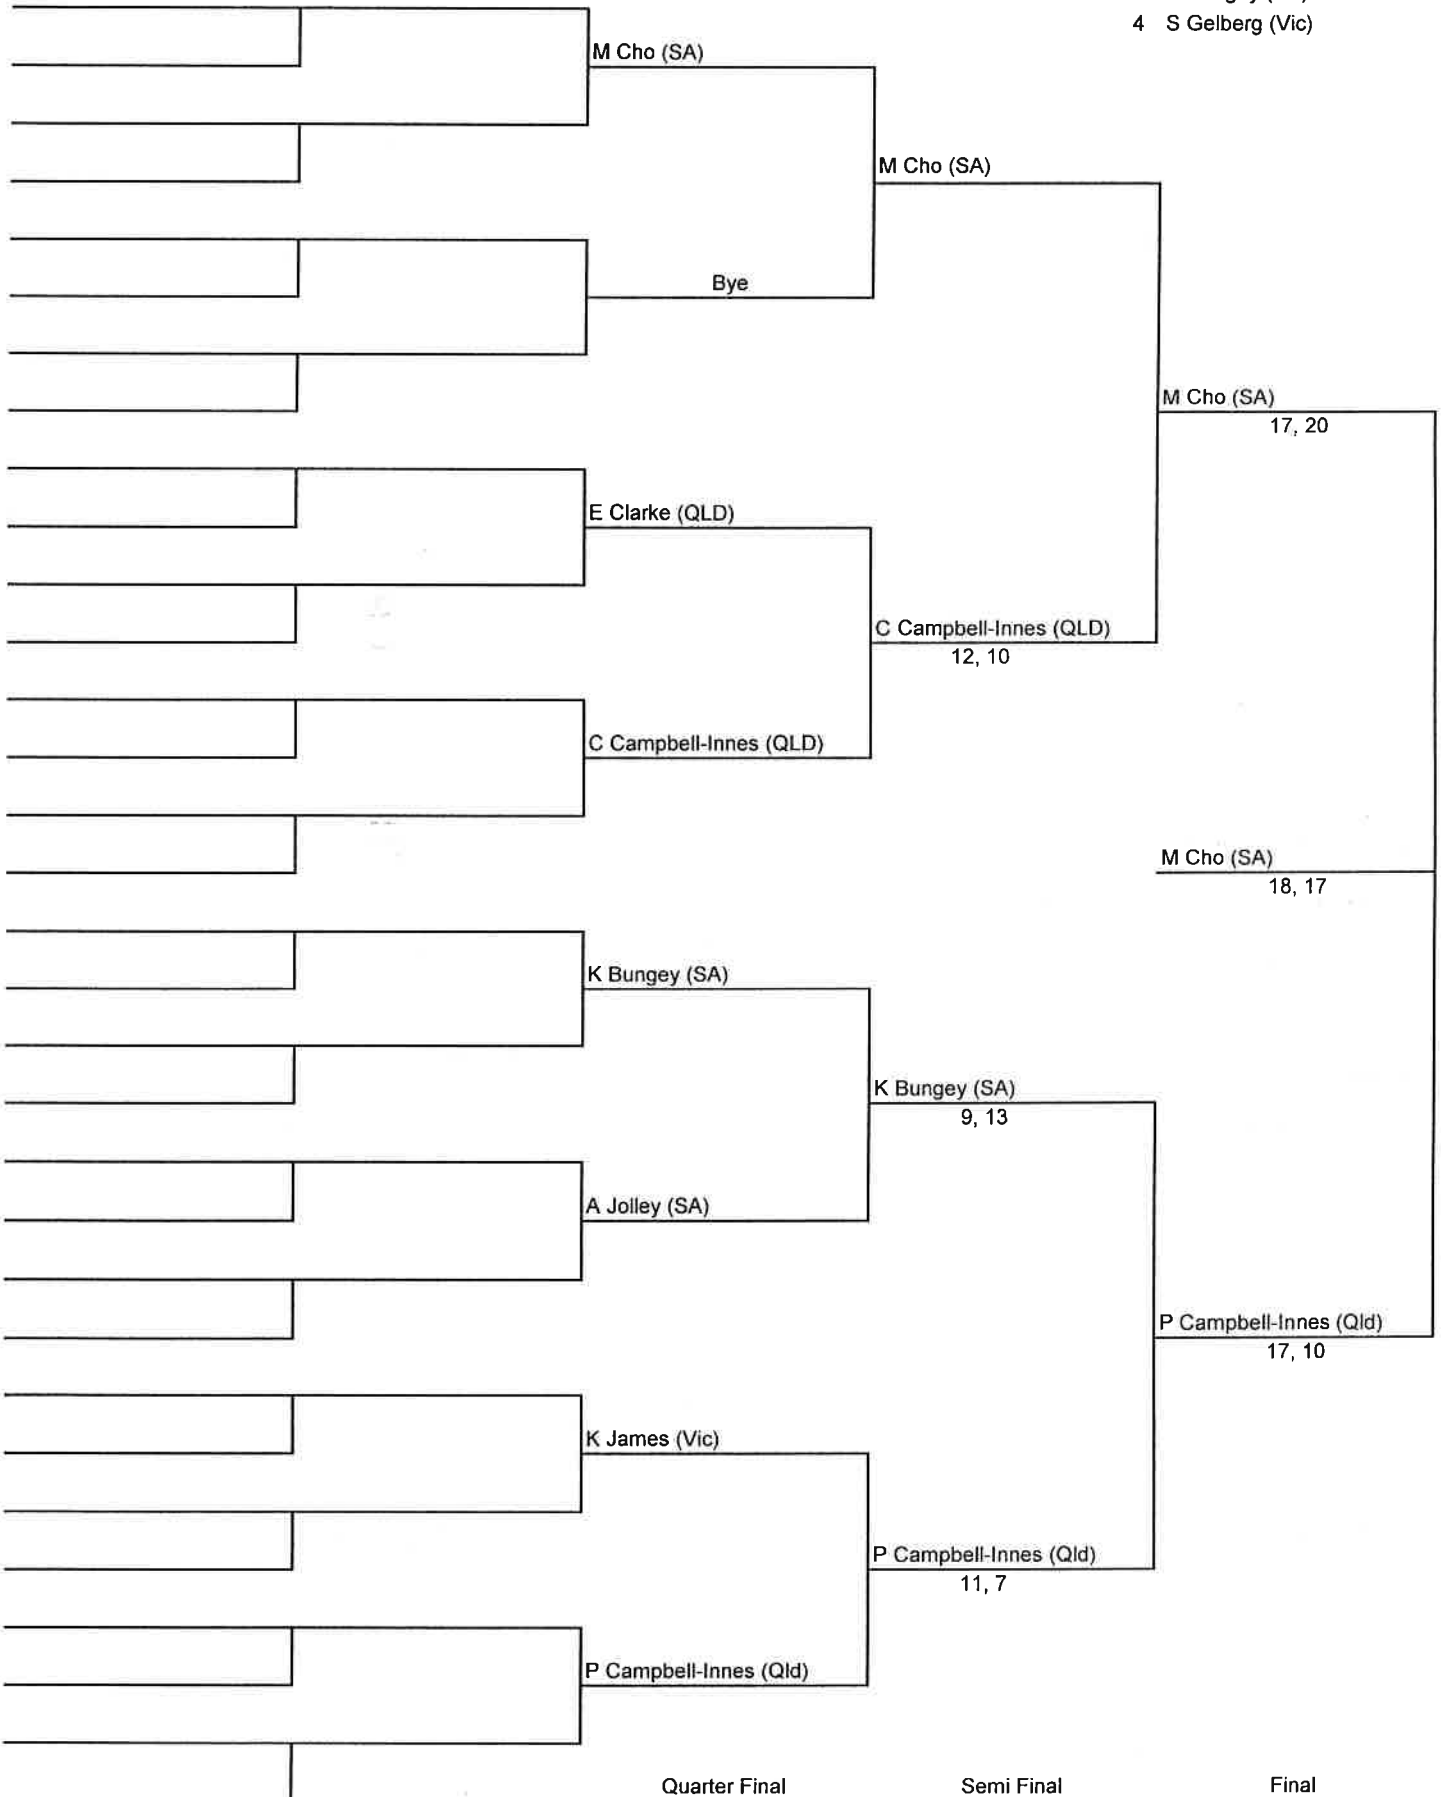 4 S Gelberg (Vic)
M Cho (SA)
M Cho (SA)
Bye
M Cho (SA)
17, 20
E Clarke (QLD)
C Campbell-Innes (QLD)
12, 10
C Campbell-Innes (QLD)
M Cho (SA)
18, 17
K Bungey (SA)
K Bungey (SA)
9, 13
A Jolley (SA)
P Campbell-Innes (Qld)
17, 10
K James (Vic)
P Campbell-Innes (Qld)
11, 7
P Campbell-Innes (Qld)
Quarter Final Semi Final Final